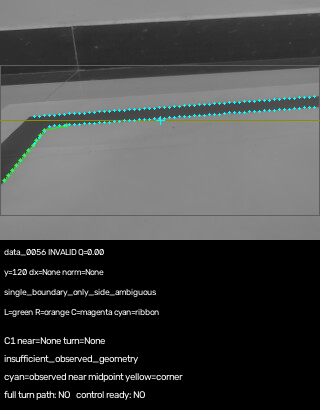 data_0056 INVALID Q=0.00
y=120 dx=None norm=None
single_boundary_only_side_ambiguous
L=green R=orange C=magenta cyan=ribbon
C1 near=None turn=None
insufficient_observed_geometry
cyan=observed near midpoint yellow=corner
full turn path: NO control ready: NO